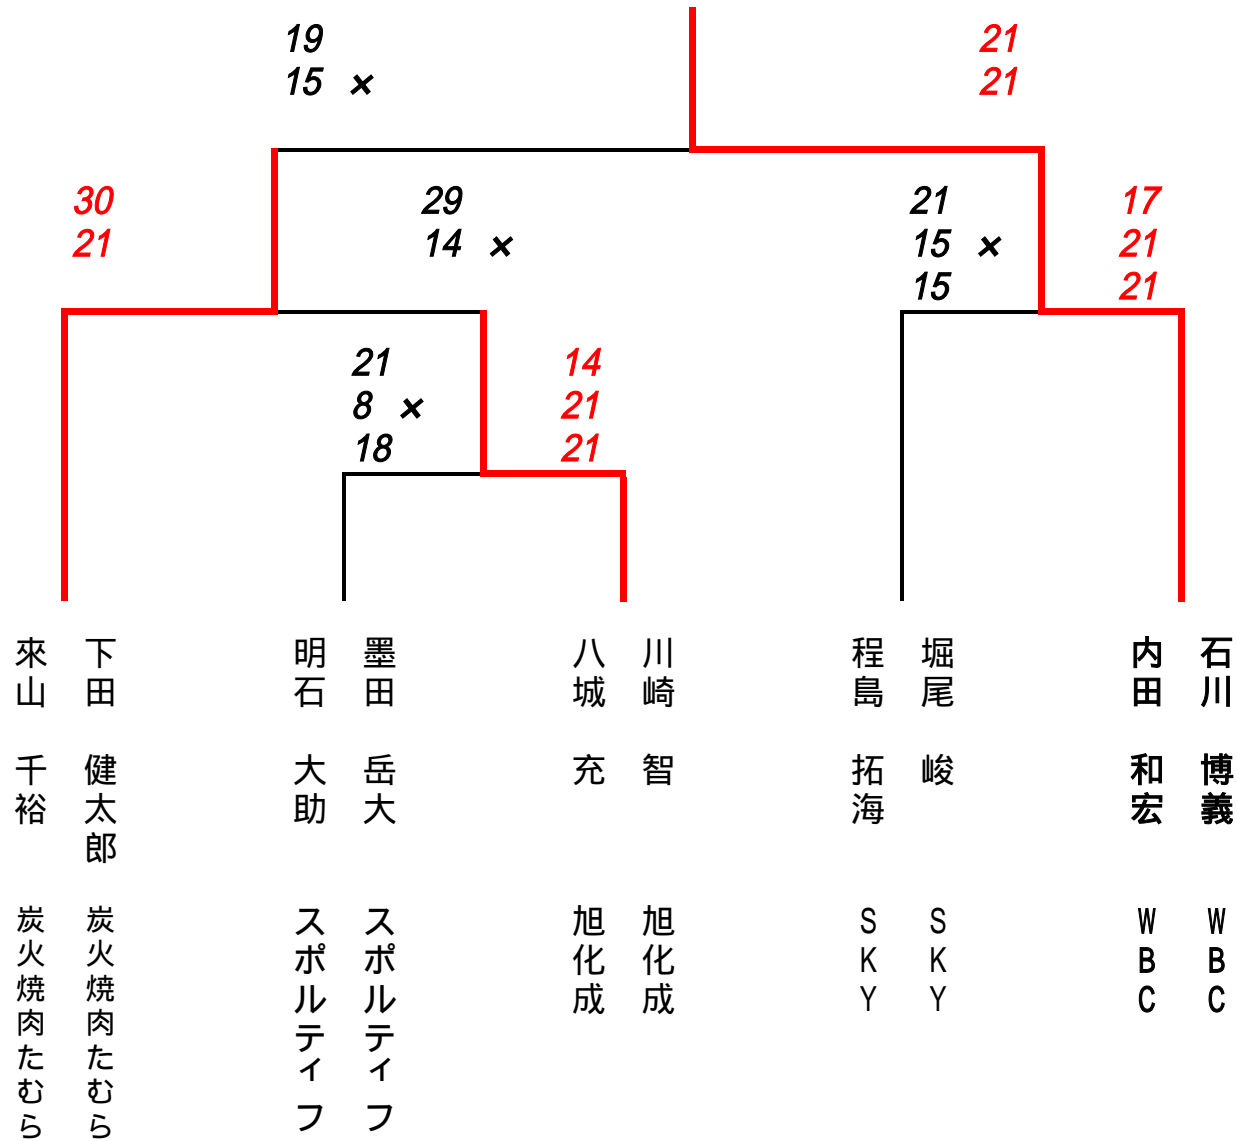 19
15 ×
21
21
30
21
29
14 ×
21
15 ×
15
17
21
21
21
8 ×
18
14
21
21
來山 千裕 炭火焼肉たむら
下田 健太郎 炭火焼肉たむら
明石 大助 スポルティフ
墨田 岳大 スポルティフ
八城 充 旭化成
川崎 智 旭化成
程島 拓海 SKY
堀尾 峻 SKY
内田 和宏 WBC
石川 博義 WBC